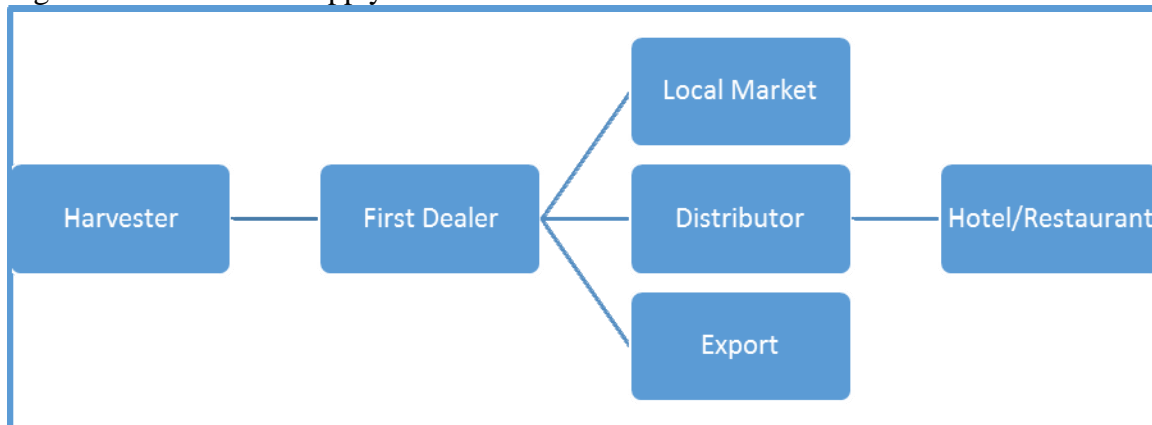 Harvester
First Dealer
Local Market
Distributor
Export
Hotel/Restaurant